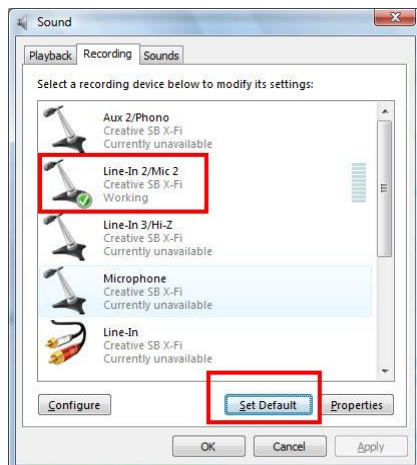 Sound
Playback Recording Sounds
Select a recording device below to modify its settings:
Aux 2/Phono
Creative SB X-Fi
Currently unavailable
Line-In 2/Mic 2
Creative SB X-Fi
Working
Line-In 3/Hi-Z
Creative SB X-Fi
Currently unavailable
Microphone
Creative SB X-Fi
Currently unavailable
Line-In
Creative SB X-Fi
Currently unavailable
Configure Set Default Properties
OK Cancel Apply